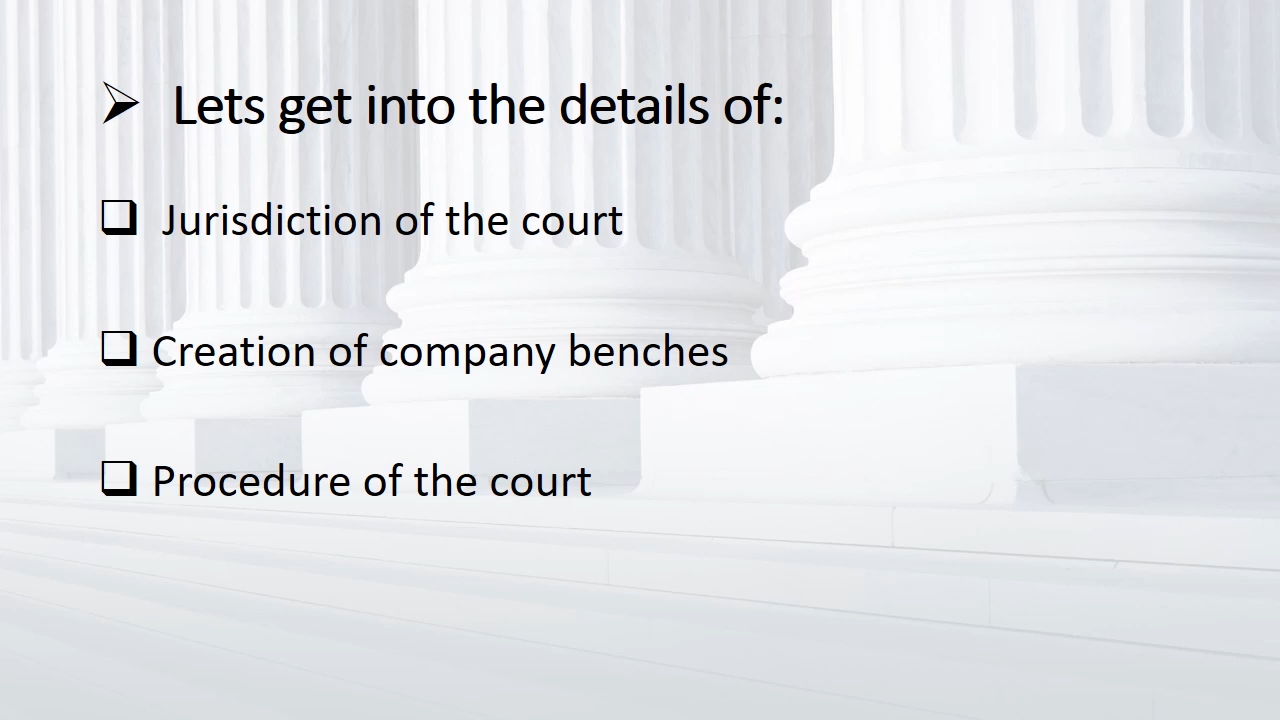 ➢ Lets get into the details of:
❑ Jurisdiction of the court
❑ Creation of company benches
❑ Procedure of the court